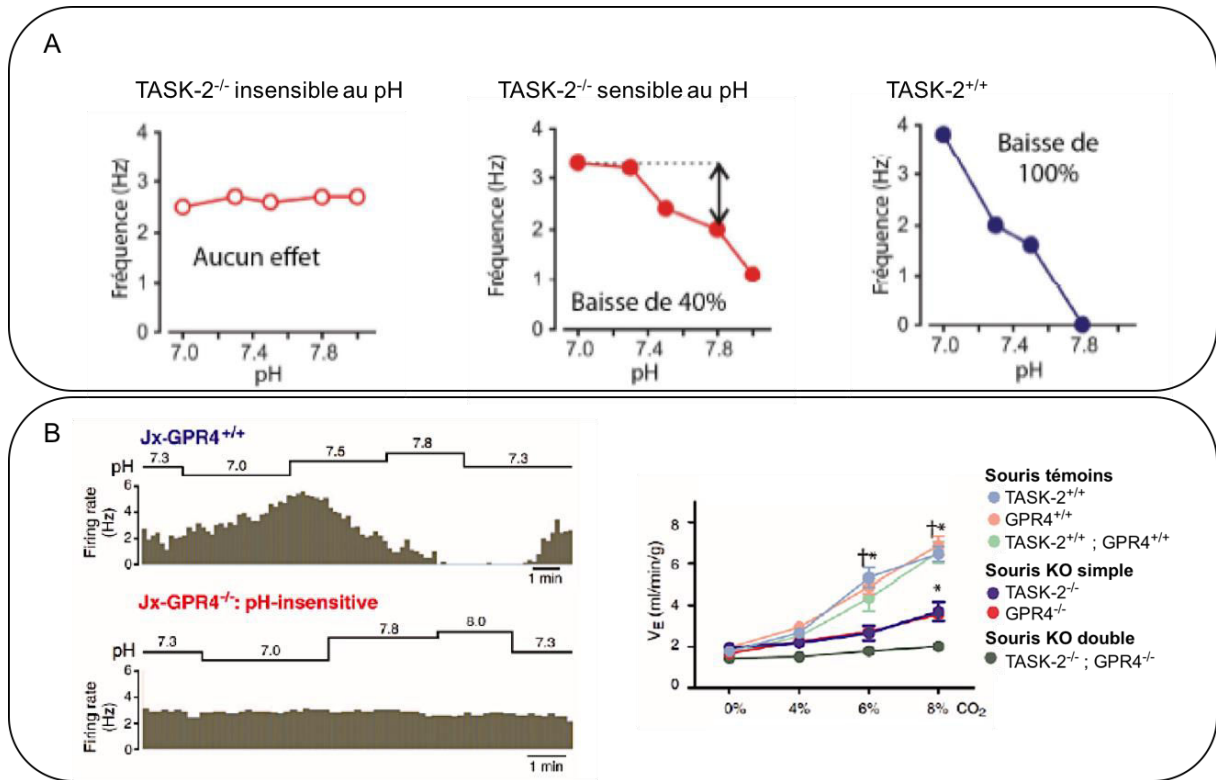 A
TASK-2-/- insensible au pH
4
3
2
1
0
Fréquence (Hz)
Aucun effet
7.0
7.4
7.8
pH
TASK-2-/- sensible au pH
4
3
2
1
0
Fréquence (Hz)
Baisse de 40%
7.0
7.4
7.8
pH
TASK-2+/+
4
3
2
1
0
Fréquence (Hz)
Baisse de
100%
7.0
7.4
7.8
pH
B
Jx-GPR4+/+
pH
7.3
7.0
7.5
7.8
7.3
Firing rate
(Hz)
6
4
2
0
1 min
Jx-GPR4-/-: pH-insensitive
pH
7.3
7.0
7.8
8.0
7.3
Firing rate
(Hz)
6
4
2
0
1 min
VE (ml/min/g)
8
6
4
2
0
†*
†*
*
0%
4%
6%
8% CO2
Souris témoins
TASK-2+/+
GPR4+/+
TASK-2+/+ ; GPR4+/+
Souris KO simple
TASK-2-/-
GPR4-/-
Souris KO double
TASK-2-/- ; GPR4-/-